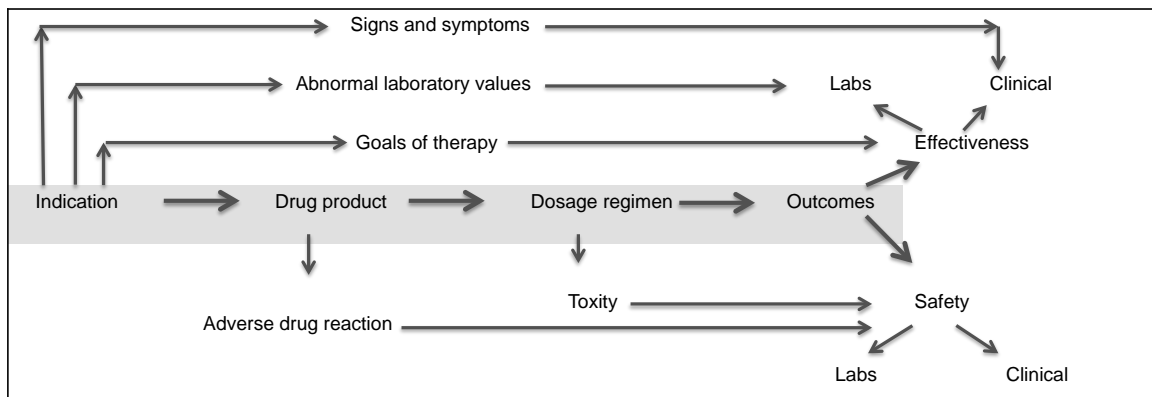 Signs and symptoms
Abnormal laboratory values
Labs
Clinical
Goals of therapy
Effectiveness
Indication
Drug product
Dosage regimen
Outcomes
Toxity
Safety
Adverse drug reaction
Labs
Clinical